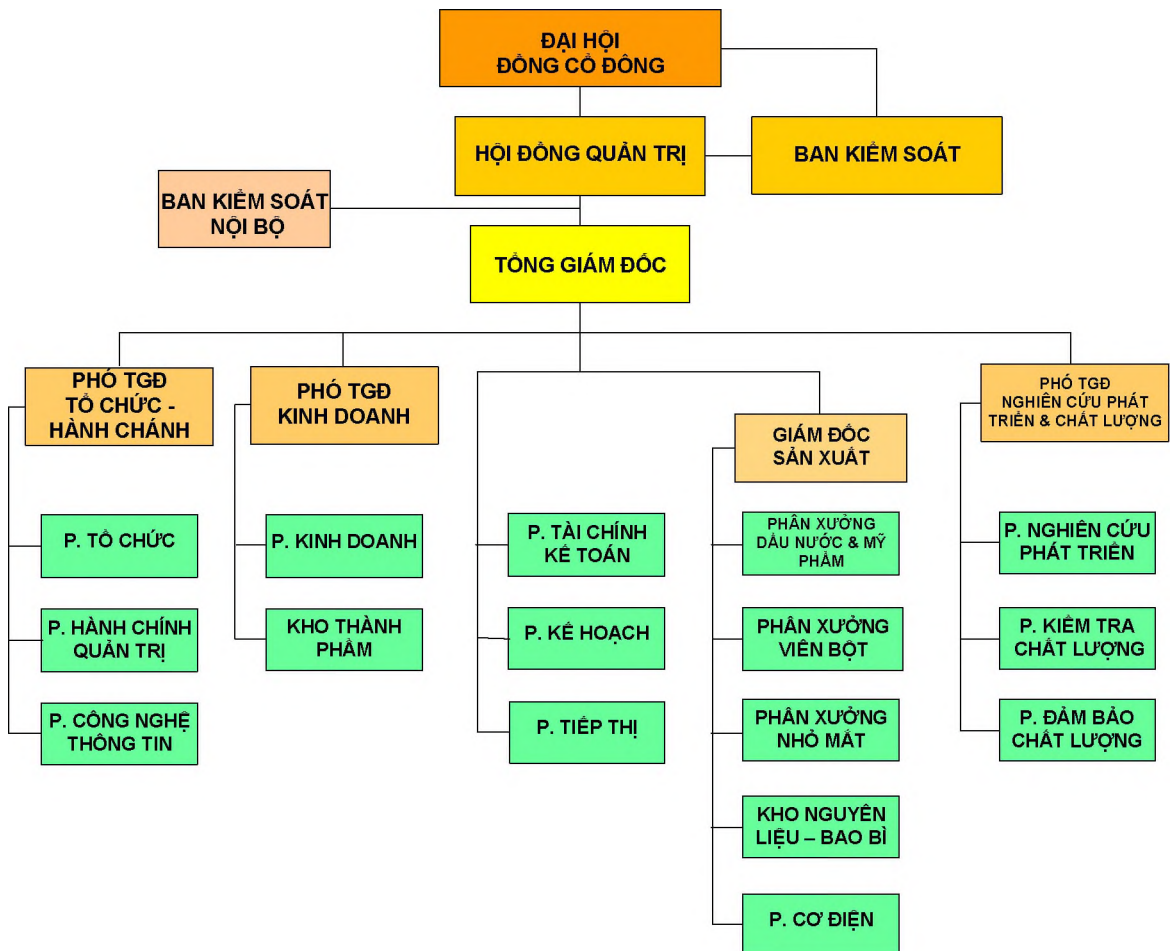 ĐẠI HỘI
ĐỒNG CỔ ĐÔNG
HỘI ĐỒNG QUẢN TRỊ
BAN KIỂM SOÁT
BAN KIỂM SOÁT
NỘI BỘ
TỔNG GIÁM ĐỐC
PHÓ TGĐ
TỔ CHỨC -
HÀNH CHÁNH
PHÓ TGĐ
KINH DOANH
GIÁM ĐỐC
SẢN XUẤT
PHÓ TGĐ
NGHIÊN CỨU PHÁT
TRIỂN & CHẤT LƯỢNG
P. TỔ CHỨC
P. KINH DOANH
P. TÀI CHÍNH
KẾ TOÁN
PHÂN XƯỞNG
DẦU NƯỚC & MỸ
PHẨM
P. NGHIÊN CỨU
PHÁT TRIỂN
P. HÀNH CHÍNH
QUẢN TRỊ
KHO THÀNH
PHẨM
P. KẾ HOẠCH
PHÂN XƯỞNG
VIÊN BỘT
P. KIỂM TRA
CHẤT LƯỢNG
P. CÔNG NGHỆ
THÔNG TIN
P. TIẾP THỊ
PHÂN XƯỞNG
NHỎ MẮT
P. ĐẢM BẢO
CHẤT LƯỢNG
KHO NGUYÊN
LIỆU – BAO BÌ
P. CƠ ĐIỆN